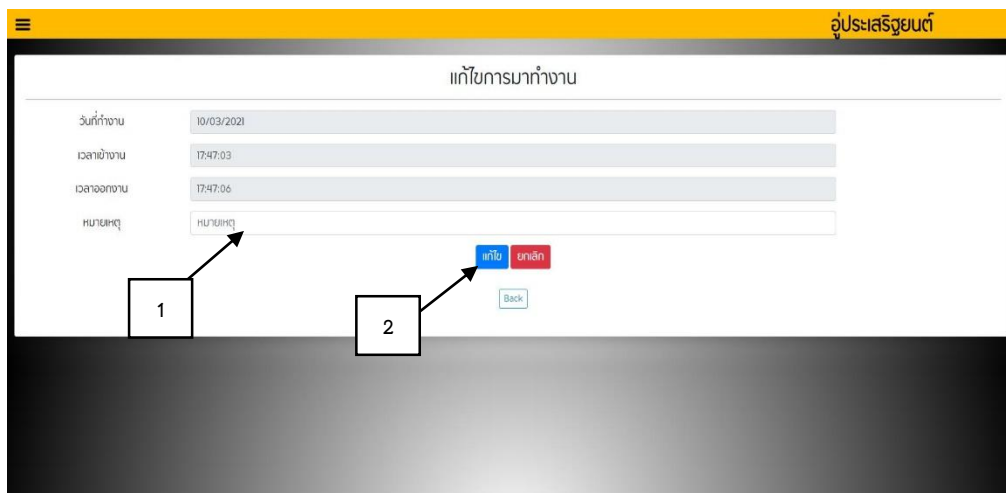 อู่ประเสริฐยนต์
แก้ไขการมาทำงาน
วันที่ทำงาน 10/03/2021
เวลาเข้างาน 17:47:03
เวลาออกงาน 17:47:06
หมายเหตุ หมายเหตุ
แก้ไข ยกเลิก
1
Back
2